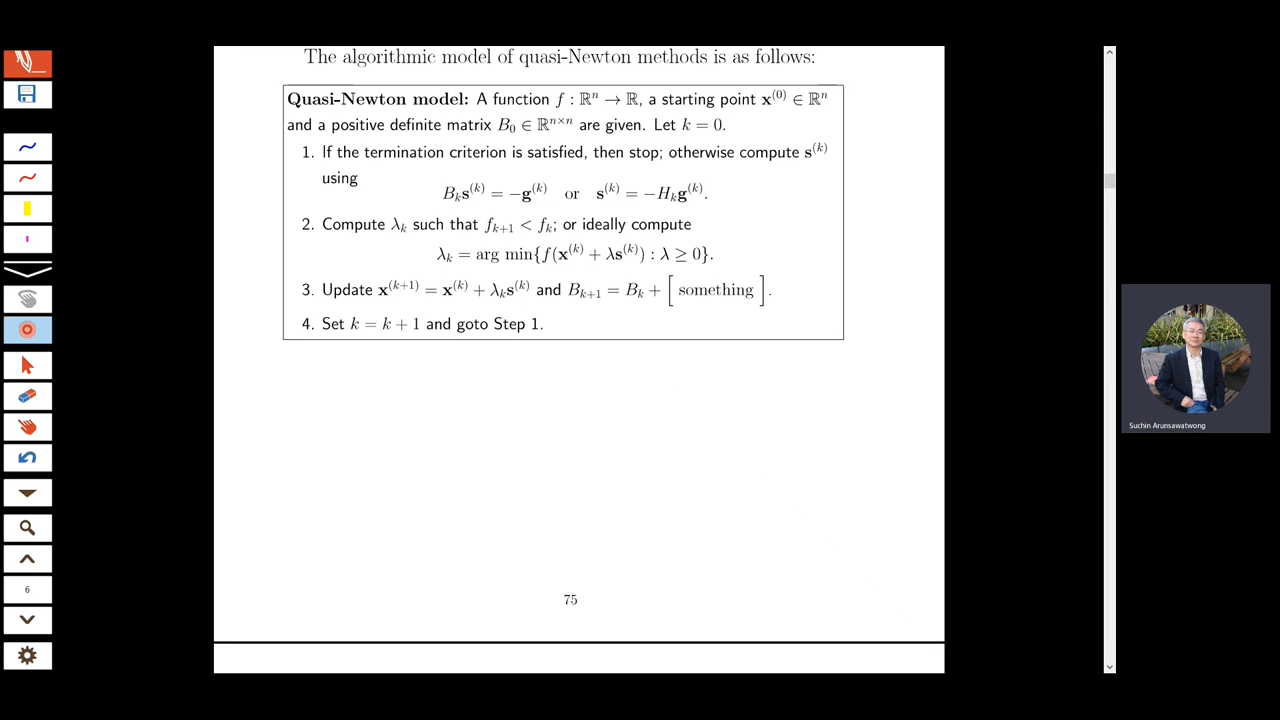 The algorithmic model of quasi-Newton methods is as follows:
Quasi-Newton model: A function f : ℝⁿ → ℝ, a starting point x⁽⁰⁾ ∈ ℝⁿ
and a positive definite matrix B₀ ∈ ℝⁿˣⁿ are given. Let k = 0.
1. If the termination criterion is satisfied, then stop; otherwise compute s⁽ᵏ⁾
using
Bₖs⁽ᵏ⁾ = −g⁽ᵏ⁾ or s⁽ᵏ⁾ = −Hₖg⁽ᵏ⁾.
2. Compute λₖ such that fₖ₊₁ < fₖ; or ideally compute
λₖ = arg min{f(x⁽ᵏ⁾ + λs⁽ᵏ⁾) : λ ≥ 0}.
3. Update x⁽ᵏ⁺¹⁾ = x⁽ᵏ⁾ + λₖs⁽ᵏ⁾ and Bₖ₊₁ = Bₖ + [ something ].
4. Set k = k + 1 and goto Step 1.
75
6
Suchin Arunsawatwong